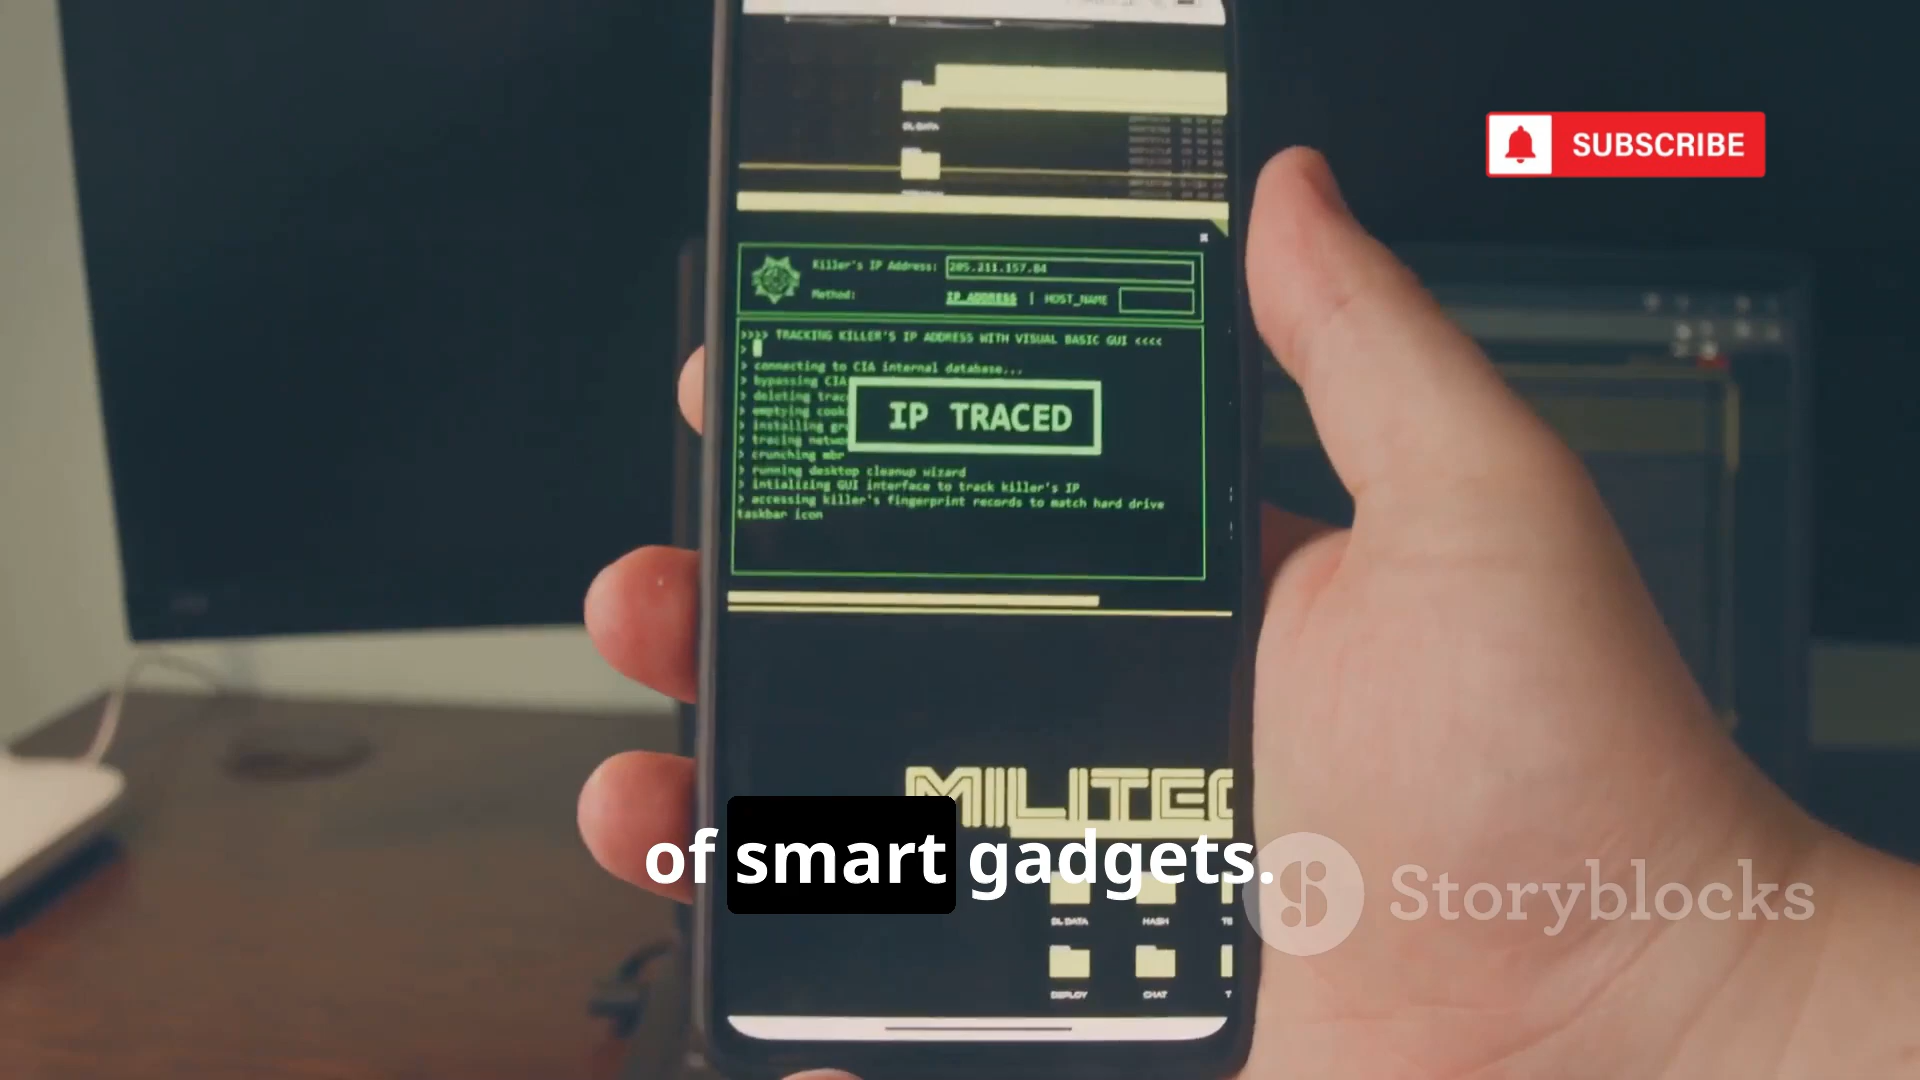 SUBSCRIBE
DL DATA
Killer's IP Address: 205.211.157.84
Method: IP_ADDRESS | HOST_NAME
>>>> TRACKING KILLER'S IP ADDRESS WITH VISUAL BASIC GUI <<<<
>
> connecting to CIA internal database...
> bypassing CIA
> deleting trac
> emptying cook
> installing gr
> tracing netwo
> crunching mbr
> running desktop cleanup wizard
> intializing GUI interface to track killer's IP
> accessing killer's fingerprint records to match hard drive
taskbar icon
IP TRACED
MILITEC
of smart gadgets.
Storyblocks
DL DATA HASH
DEPLOY CHAT